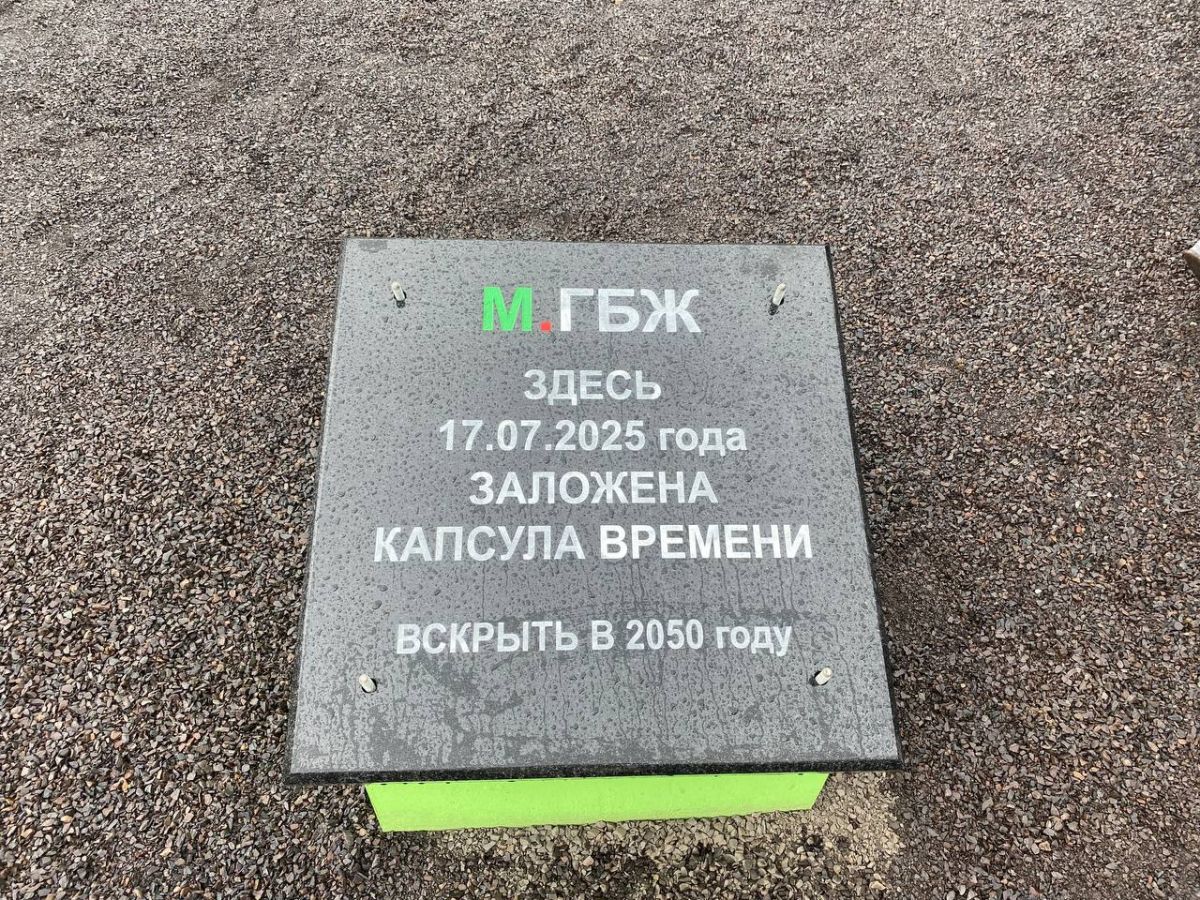 М.ГБЖ
ЗДЕСЬ
17.07.2025 года
ЗАЛОЖЕНА
КАПСУЛА ВРЕМЕНИ
ВСКРЫТЬ В 2050 году